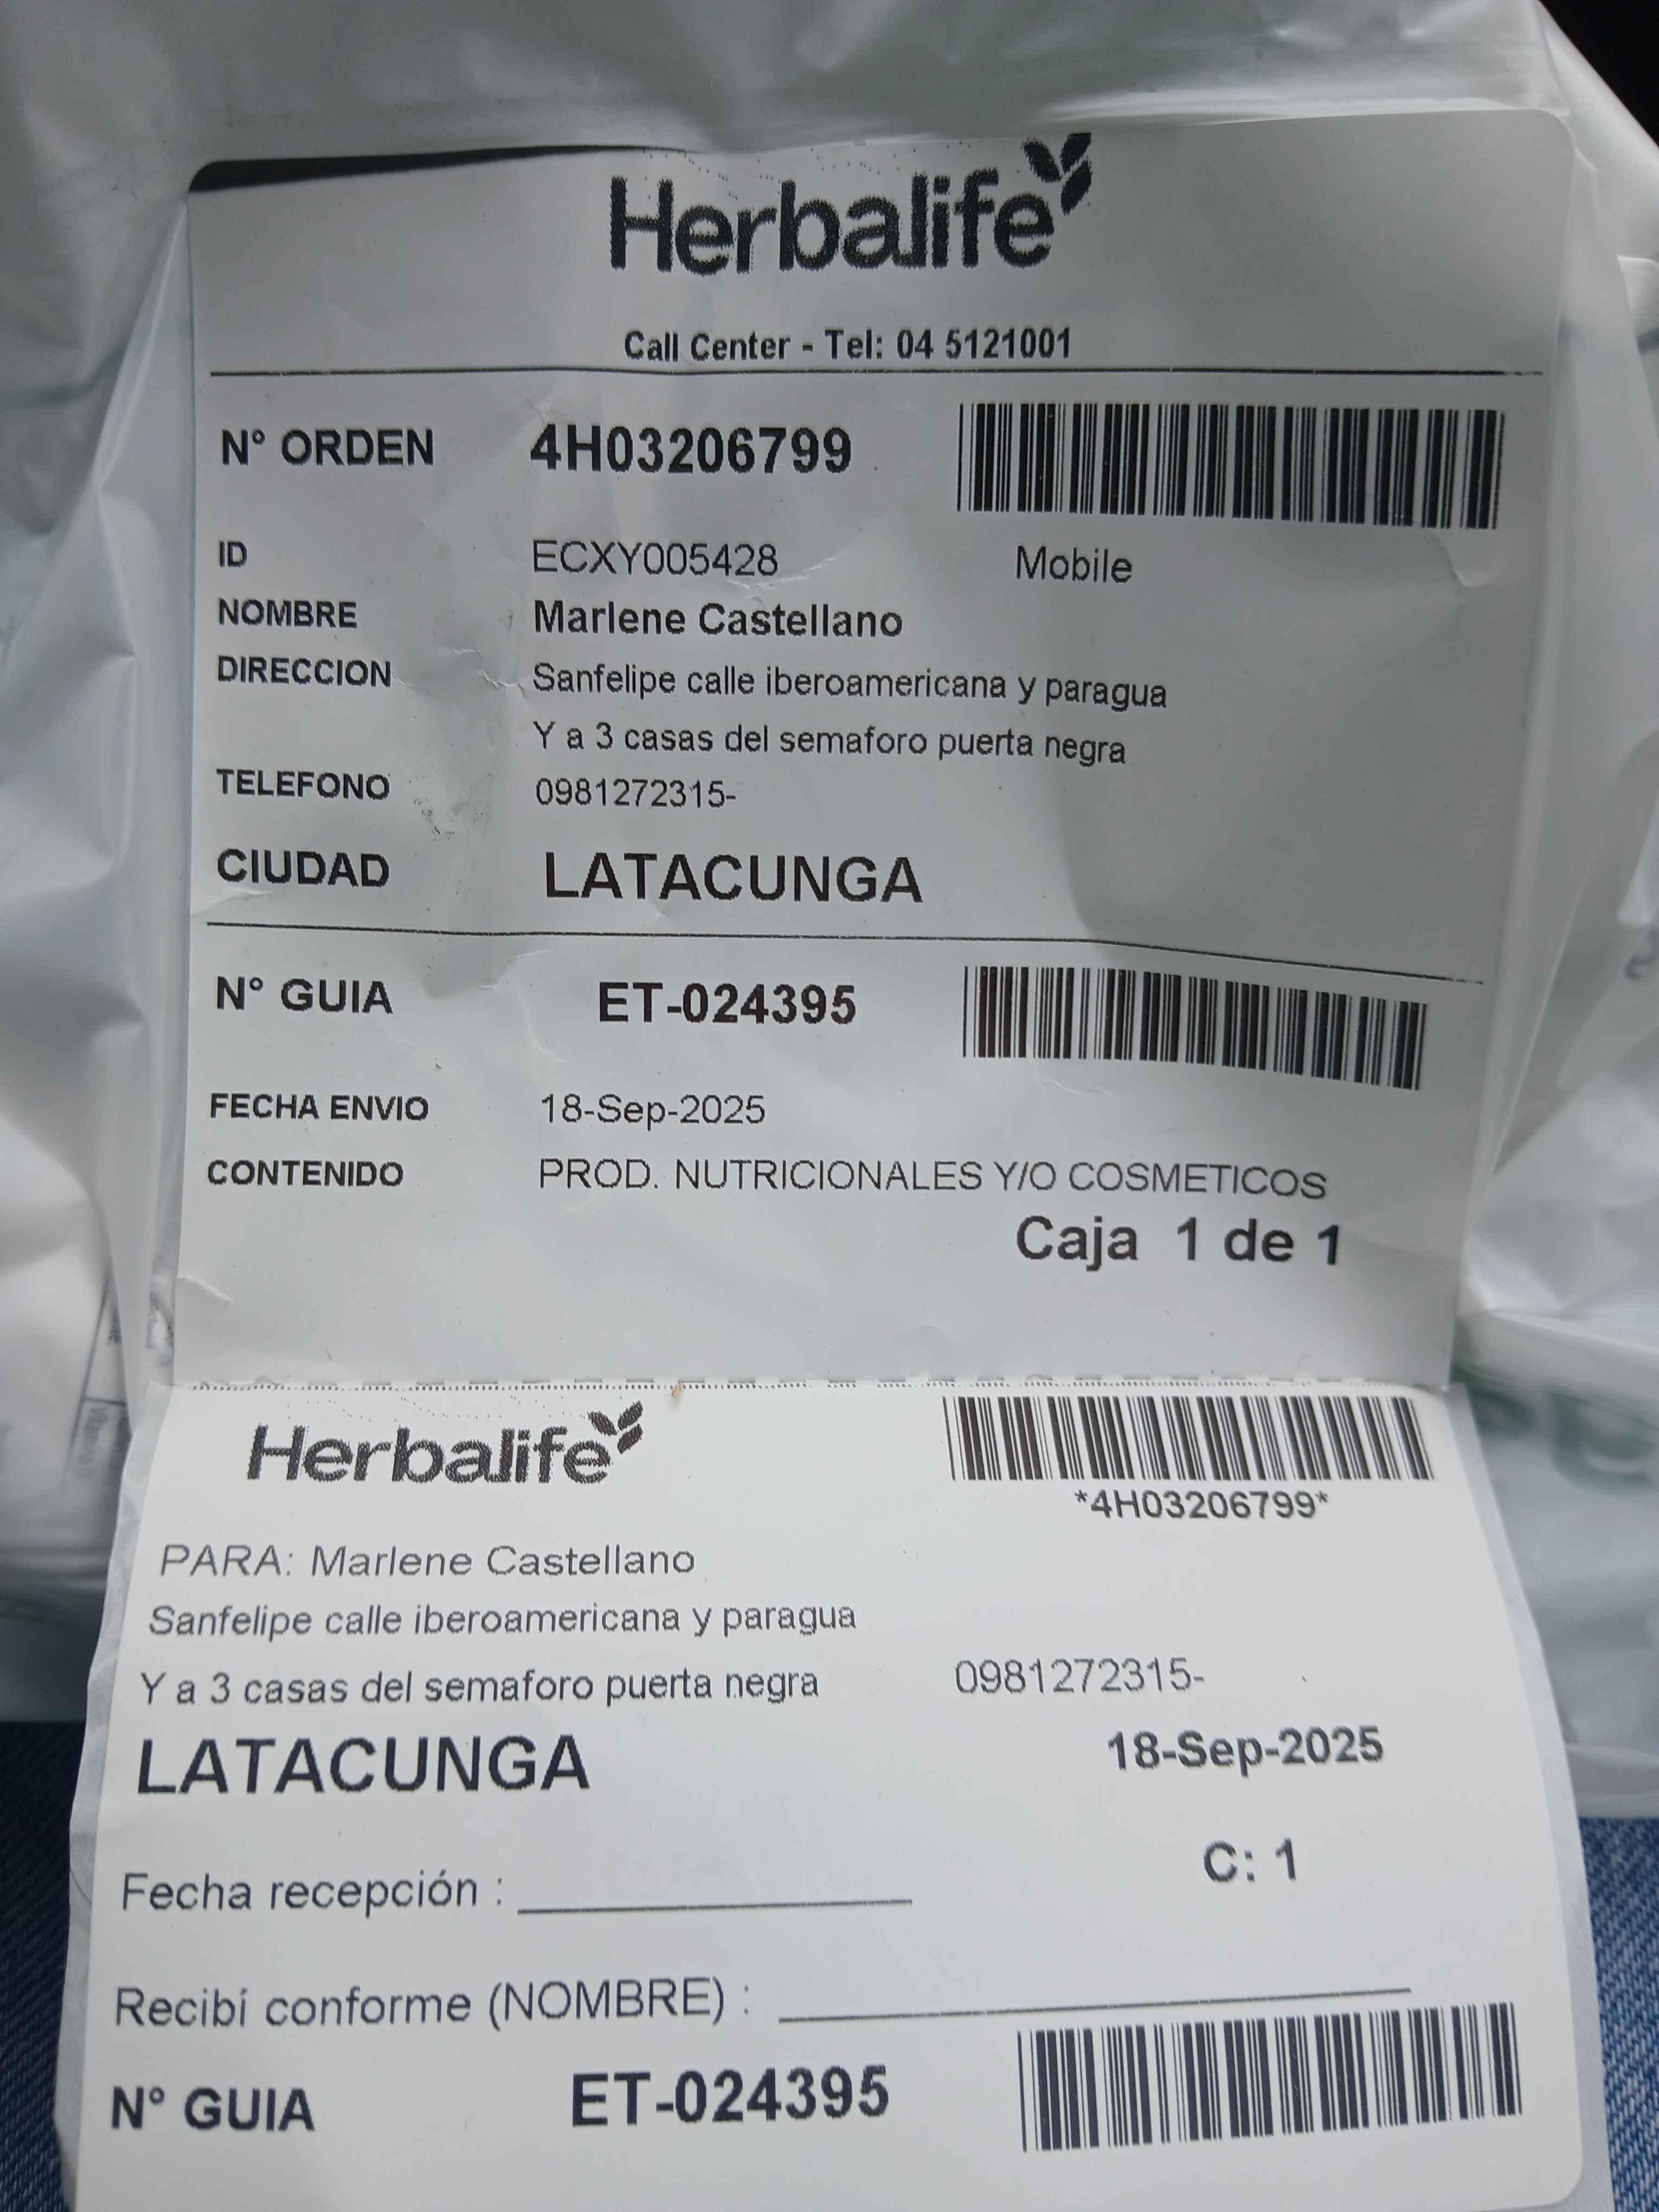 Herbalife
Call Center - Tel: 04 5121001
N° ORDEN 4H03206799
ID ECXY005428 Mobile
NOMBRE Marlene Castellano
DIRECCION Sanfelipe calle iberoamericana y paragua
Y a 3 casas del semaforo puerta negra
TELEFONO 0981272315-
CIUDAD LATACUNGA
N° GUIA ET-024395
FECHA ENVIO 18-Sep-2025
CONTENIDO PROD. NUTRICIONALES Y/O COSMETICOS
Caja 1 de 1
Herbalife
*4H03206799*
PARA: Marlene Castellano
Sanfelipe calle iberoamericana y paragua
Y a 3 casas del semaforo puerta negra 0981272315-
LATACUNGA 18-Sep-2025
C: 1
Fecha recepción :
Recibí conforme (NOMBRE) :
N° GUIA ET-024395